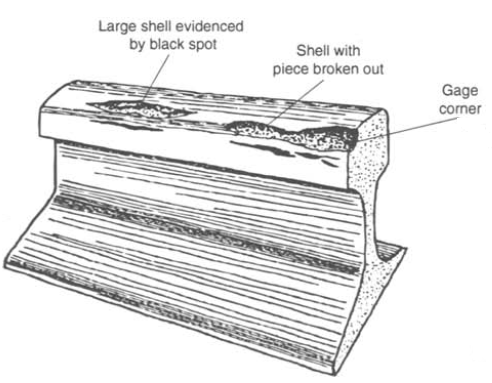 Large shell evidenced
by black spot
Shell with
piece broken out
Gage
corner